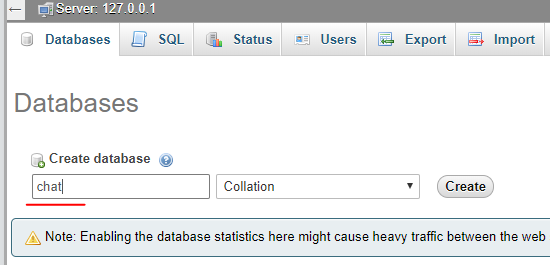 Server: 127.0.0.1
Databases SQL Status Users Export Import
Databases
Create database
chat Collation Create
Note: Enabling the database statistics here might cause heavy traffic between the web